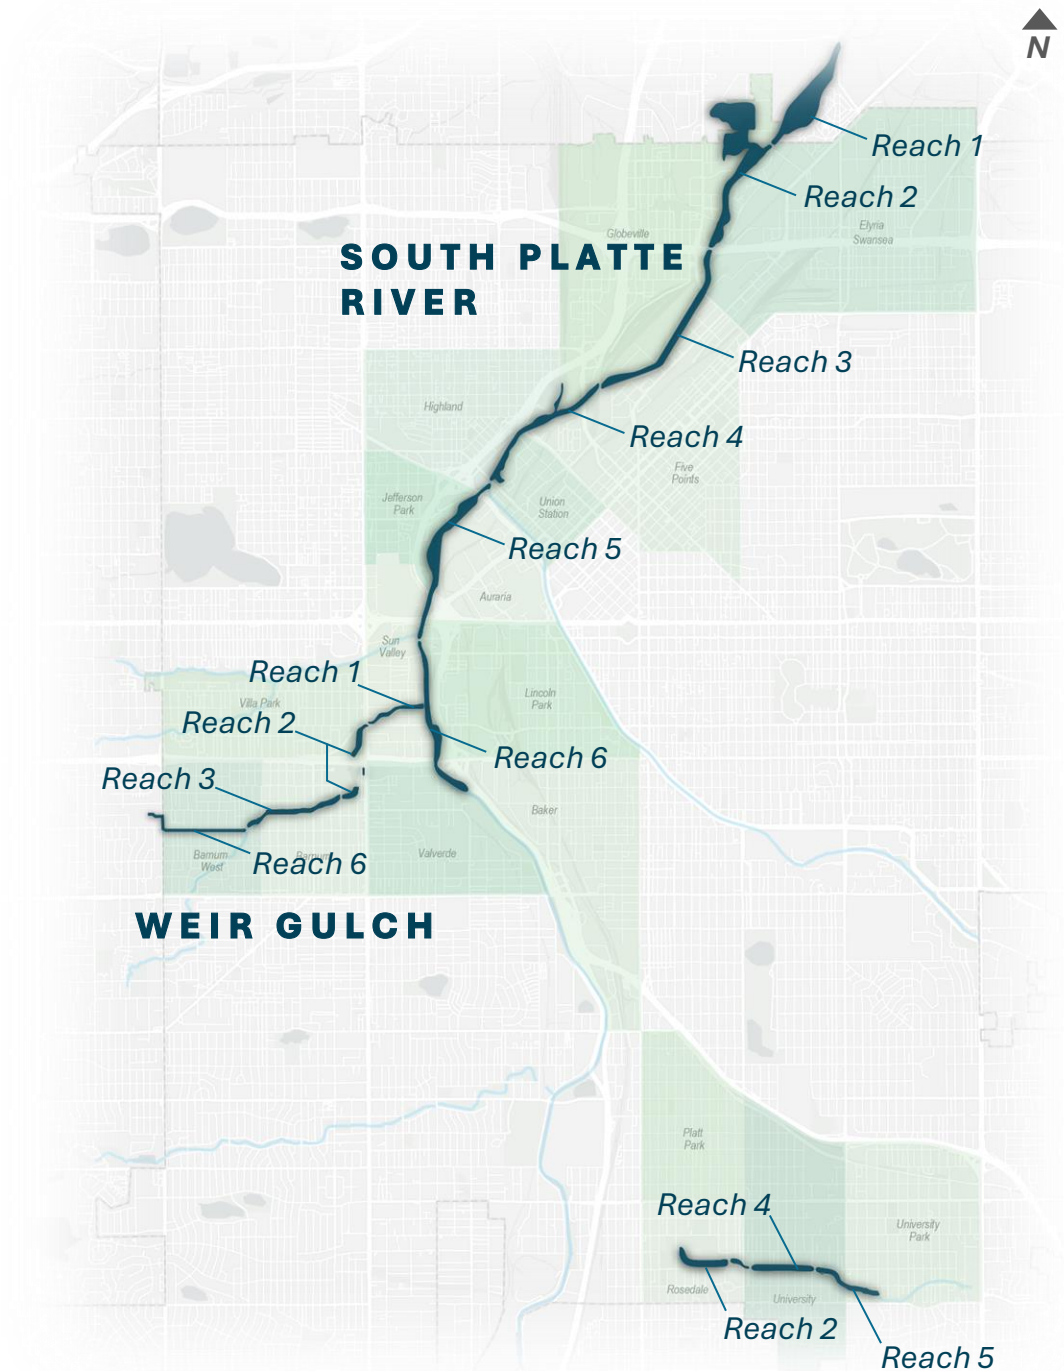 N
Reach 1
Reach 2
Globeville
Elyria
Swansea
SOUTH PLATTE
RIVER
Reach 3
Highland
Reach 4
Five
Points
Jefferson
Park
Union
Station
Reach 5
Auraria
Sun
Valley
Reach 1
Villa Park
Lincoln
Park
Reach 2
Reach 6
Reach 3
Baker
Barnum
West
Barnum
Reach 6
Valverde
WEIR GULCH
Platt
Park
Reach 4
University
Park
Rosedale
University
Reach 2
Reach 5